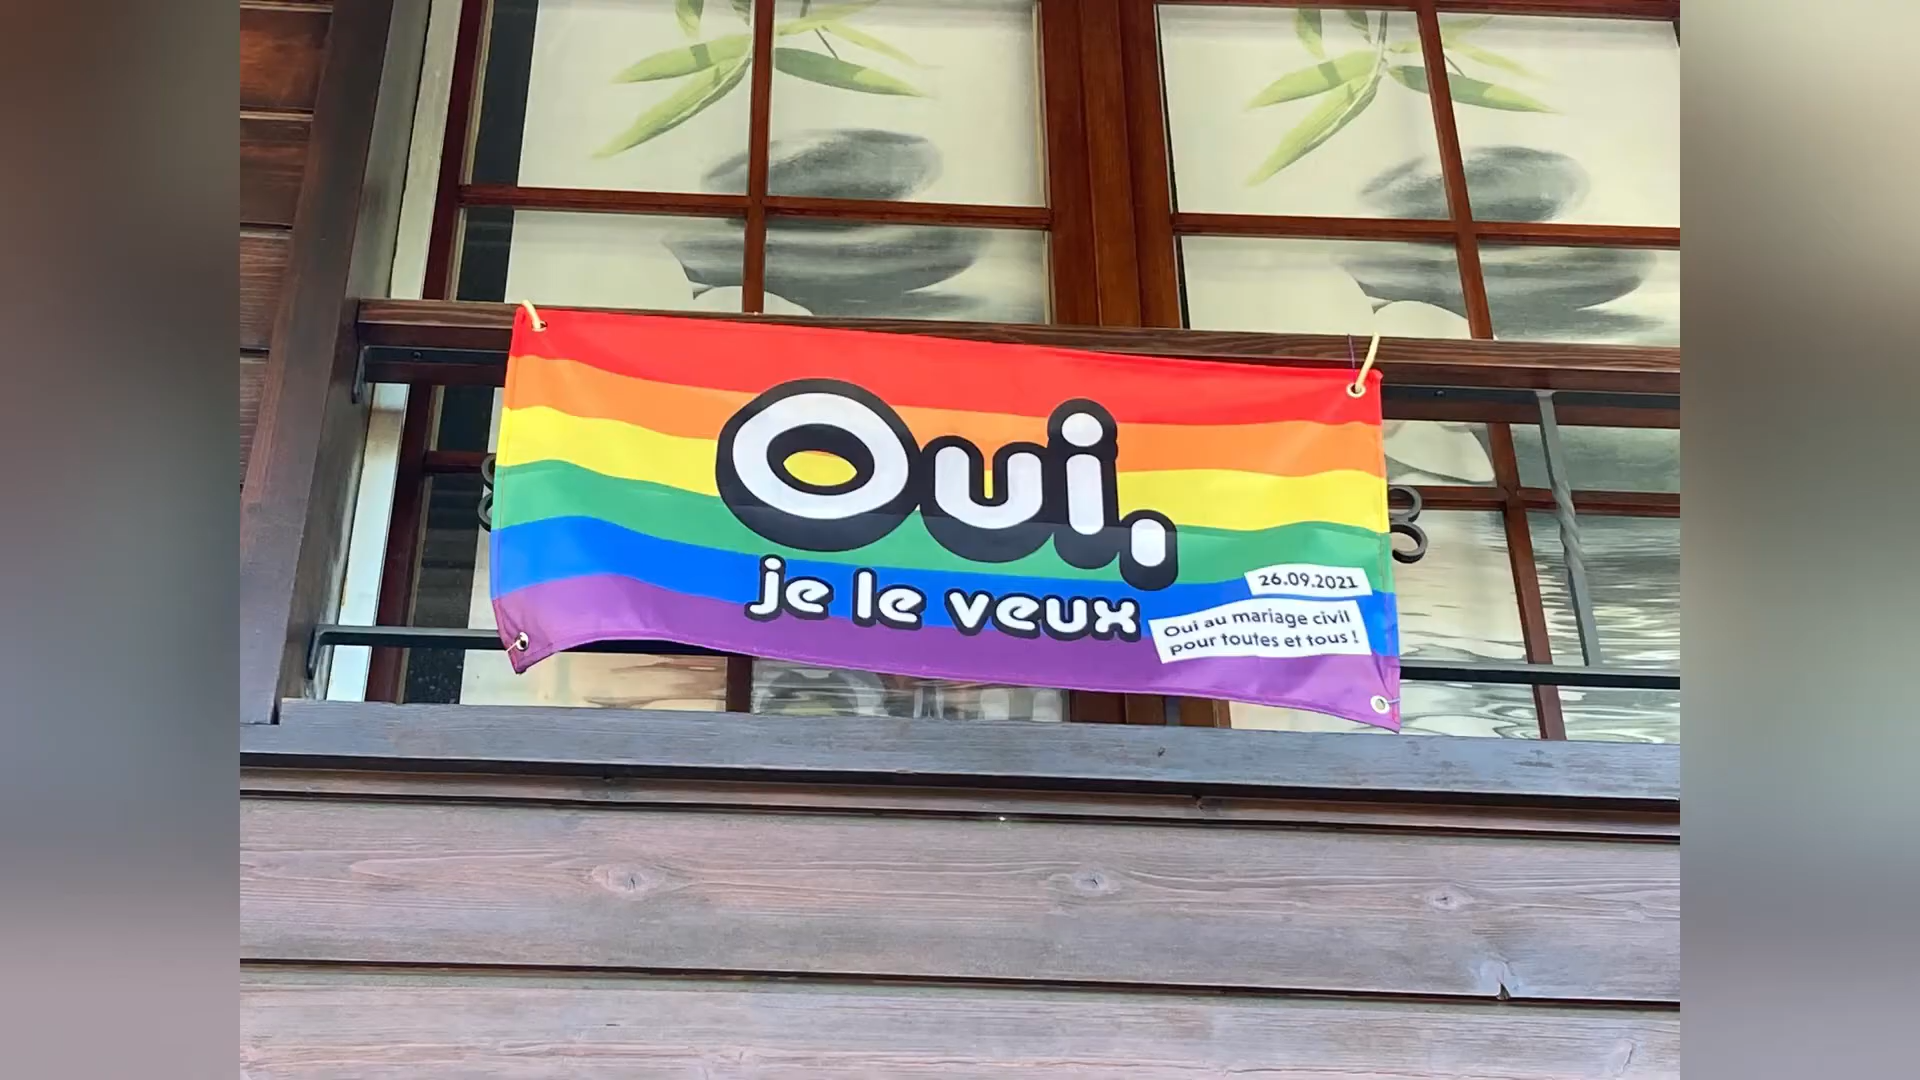 Oui,
je le veux
26.09.2021
Oui au mariage civil
pour toutes et tous !